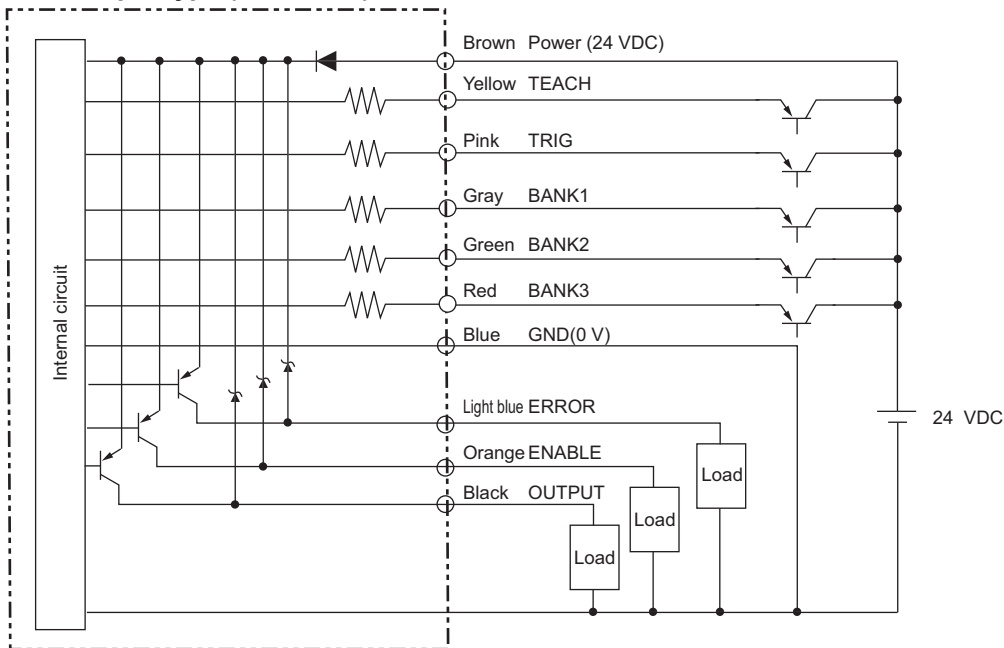 Brown Power (24 VDC)
Yellow TEACH
Pink TRIG
Gray BANK1
Green BANK2
Red BANK3
Blue GND(0 V)
Internal circuit
Light blue ERROR
Orange ENABLE
Black OUTPUT
24 VDC
Load
Load
Load